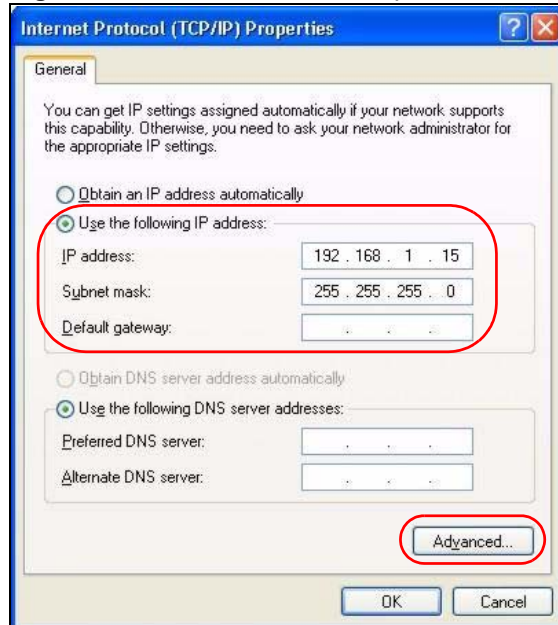 Internet Protocol (TCP/IP) Properties
General
You can get IP settings assigned automatically if your network supports
this capability. Otherwise, you need to ask your network administrator for
the appropriate IP settings.
Obtain an IP address automatically
Use the following IP address:
IP address: 192 . 168 . 1 . 15
Subnet mask: 255 . 255 . 255 . 0
Default gateway: . . .
Obtain DNS server address automatically
Use the following DNS server addresses:
Preferred DNS server: . . .
Alternate DNS server: . . .
Advanced...
OK Cancel